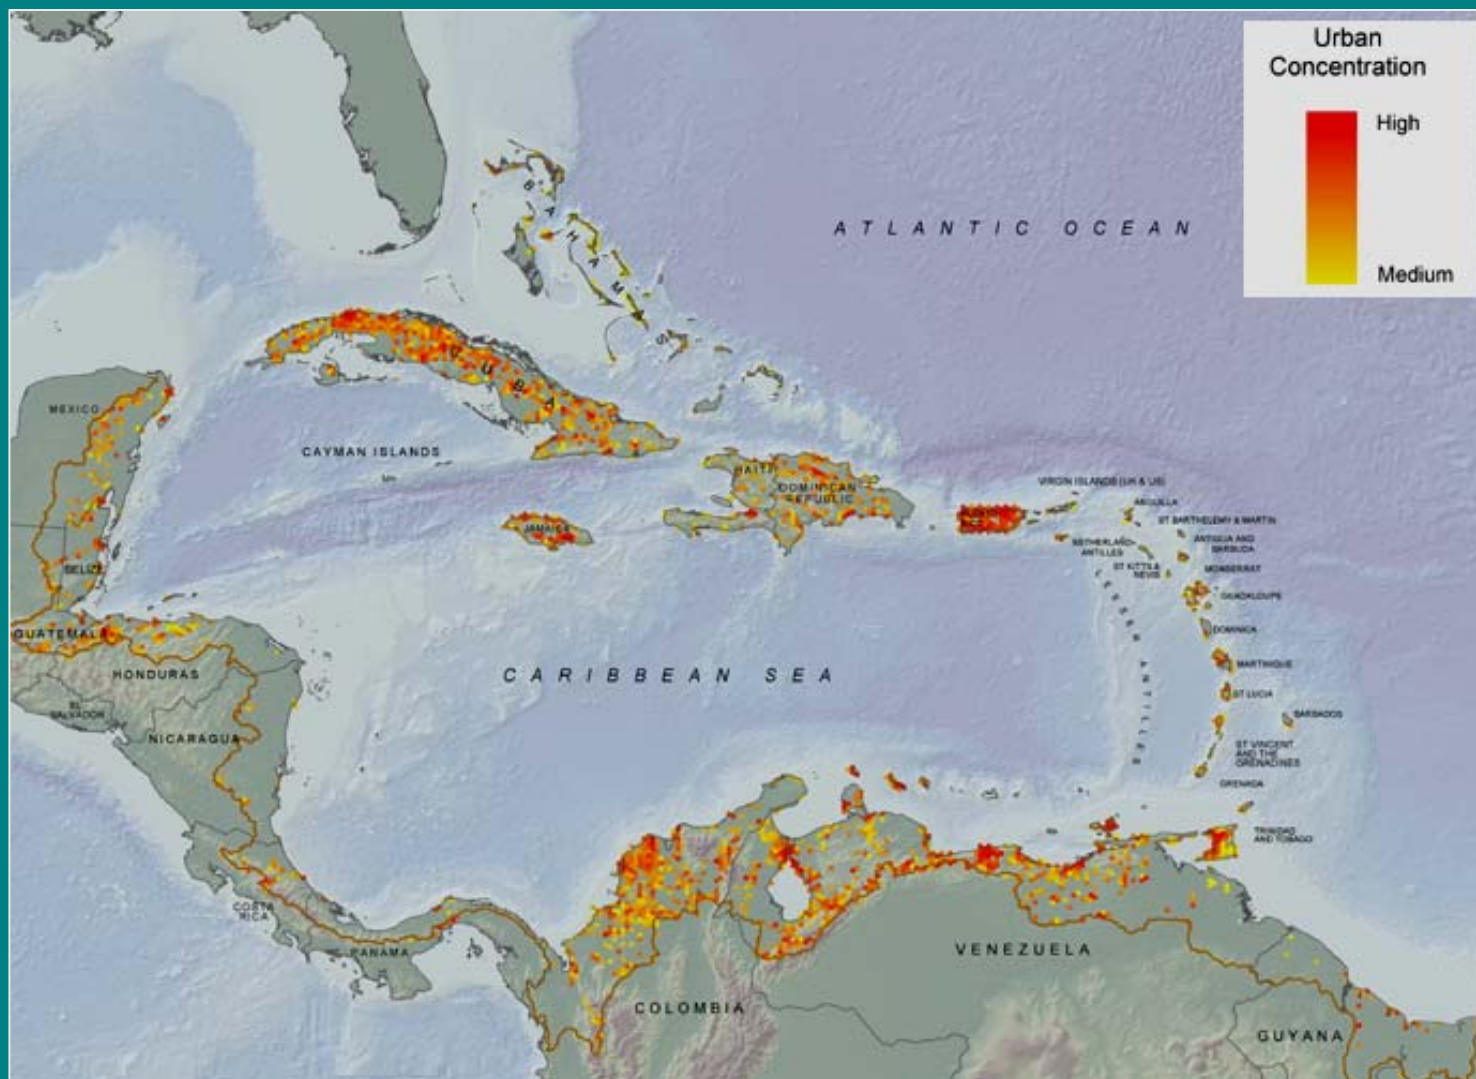 Urban
Concentration
High
Medium
ATLANTIC OCEAN
BAHAMAS
CUBA
MEXICO
CAYMAN ISLANDS
HAITI
DOMINICAN
REPUBLIC
JAMAICA
VIRGIN ISLANDS (UK & US)
ANGUILLA
ST BARTHELEMY & MARTIN
NETHERLAND
ANTILLES
ANTIGUA AND
BARBUDA
ST KITTS &
NEVIS
MONSERRAT
GUADALOUPE
LESSER ANTILLES
DOMINICA
MARTINIQUE
ST LUCIA
BARBADOS
ST VINCENT
AND THE
GRENADINES
GRENADA
TRINIDAD
AND TOBAGO
BELIZE
GUATEMALA
HONDURAS
EL
SALVADOR
NICARAGUA
CARIBBEAN SEA
COSTA
RICA
PANAMA
COLOMBIA
VENEZUELA
GUYANA